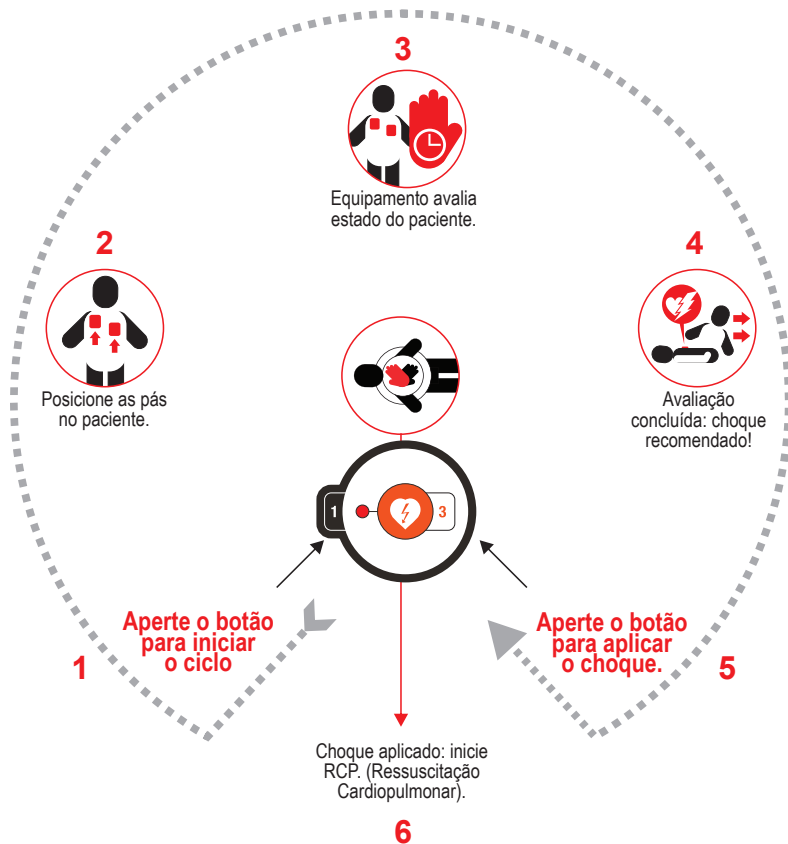 3
Equipamento avalia
estado do paciente.
2
Posicione as pás
no paciente.
4
Avaliação
concluída: choque
recomendado!
1
3
Aperte o botão
para iniciar
o ciclo
1
Aperte o botão
para aplicar
o choque.
5
Choque aplicado: inicie
RCP. (Ressuscitação
Cardiopulmonar).
6